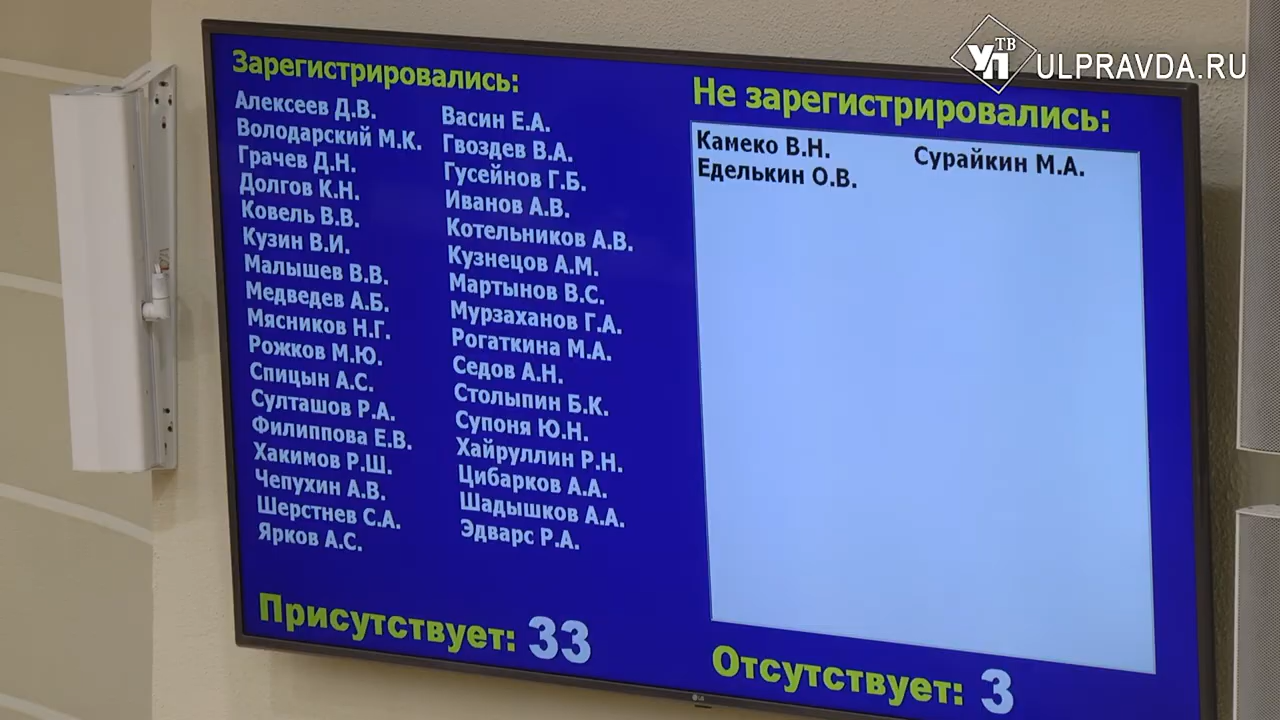 УП ТВ ULPRAVDA.RU
Зарегистрировались:
Алексеев Д.В.
Володарский М.К.
Грачев Д.Н.
Долгов К.Н.
Ковель В.В.
Кузин В.И.
Малышев В.В.
Медведев А.Б.
Мясников Н.Г.
Рожков М.Ю.
Спицын А.С.
Султашов Р.А.
Филиппова Е.В.
Хакимов Р.Ш.
Чепухин А.В.
Шерстнев С.А.
Ярков А.С.
Васин Е.А.
Гвоздев В.А.
Гусейнов Г.Б.
Иванов А.В.
Котельников А.В.
Кузнецов А.М.
Мартынов В.С.
Мурзаханов Г.А.
Рогаткина М.А.
Седов А.Н.
Столыпин Б.К.
Супоня Ю.Н.
Хайруллин Р.Н.
Цибарков А.А.
Шадышков А.А.
Эдварс Р.А.
Присутствует: 33
Не зарегистрировались:
Камеко В.Н.
Еделькин О.В.
Сурайкин М.А.
Отсутствует: 3
LG